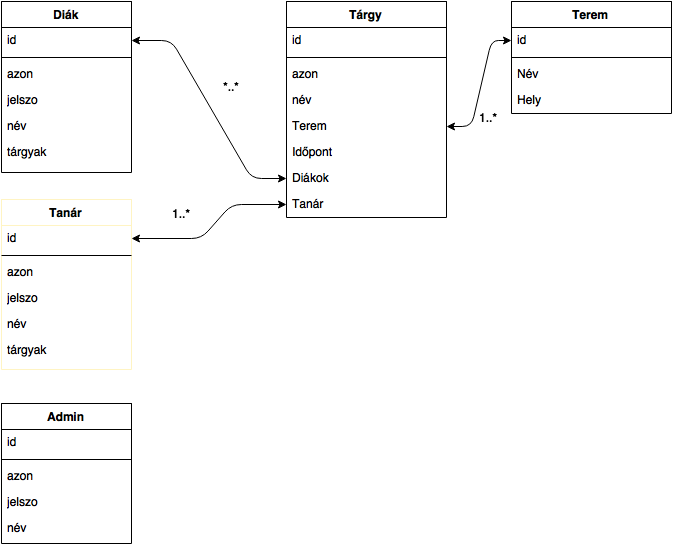 Diák
id
azon
jelszo
név
tárgyak
*..*
Tárgy
id
azon
név
Terem
Időpont
Diákok
Tanár
1..*
Terem
id
Név
Hely
Tanár
id
azon
jelszo
név
tárgyak
1..*
Admin
id
azon
jelszo
név